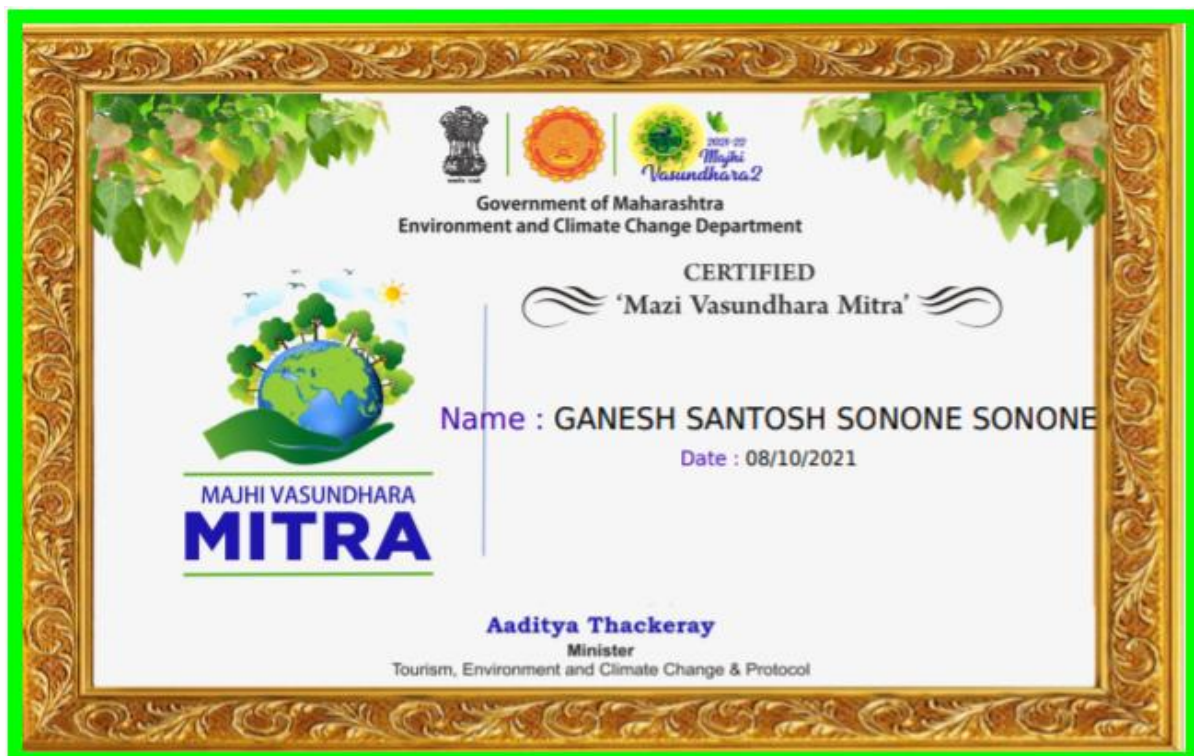 2021-22
Majhi
Vasundhara2
Government of Maharashtra
Environment and Climate Change Department
CERTIFIED
‘Mazi Vasundhara Mitra’
Name : GANESH SANTOSH SONONE SONONE
Date : 08/10/2021
MAJHI VASUNDHARA
MITRA
Aaditya Thackeray
Minister
Tourism, Environment and Climate Change & Protocol